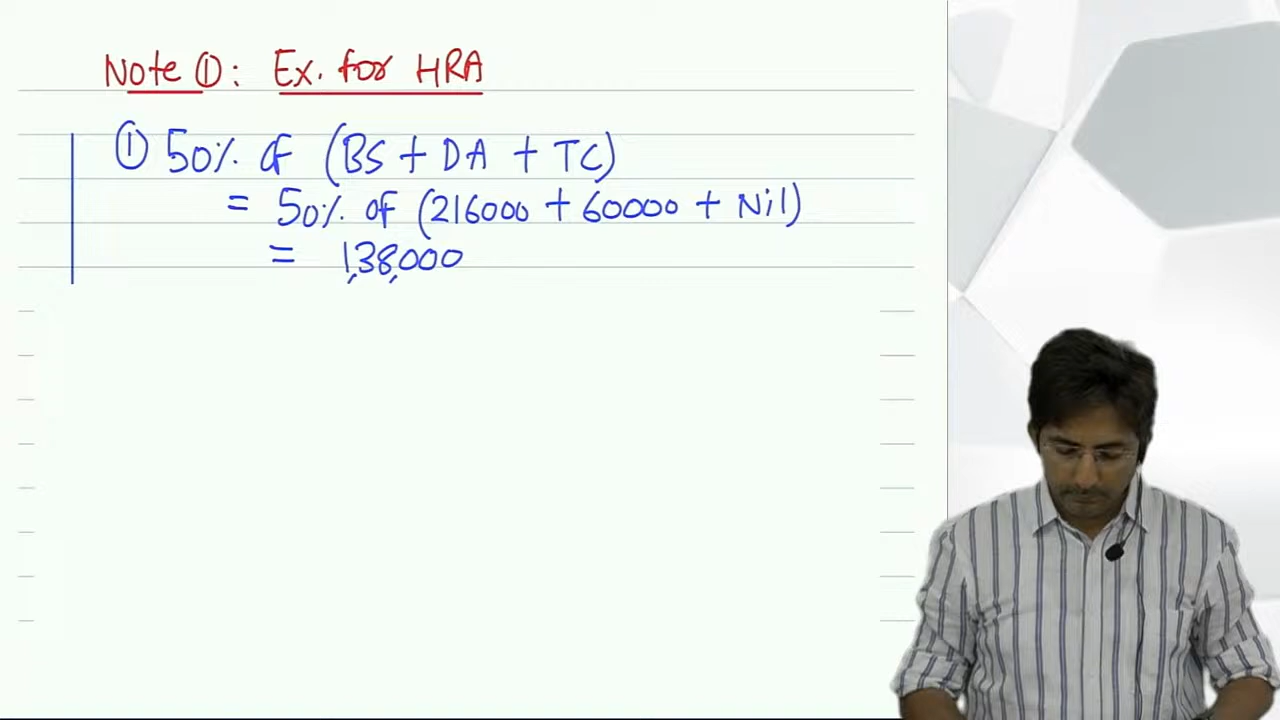 Note ①: Ex. for HRA
① 50% of (BS + DA + TC)
= 50% of (216000 + 60000 + Nil)
= 1,38,000